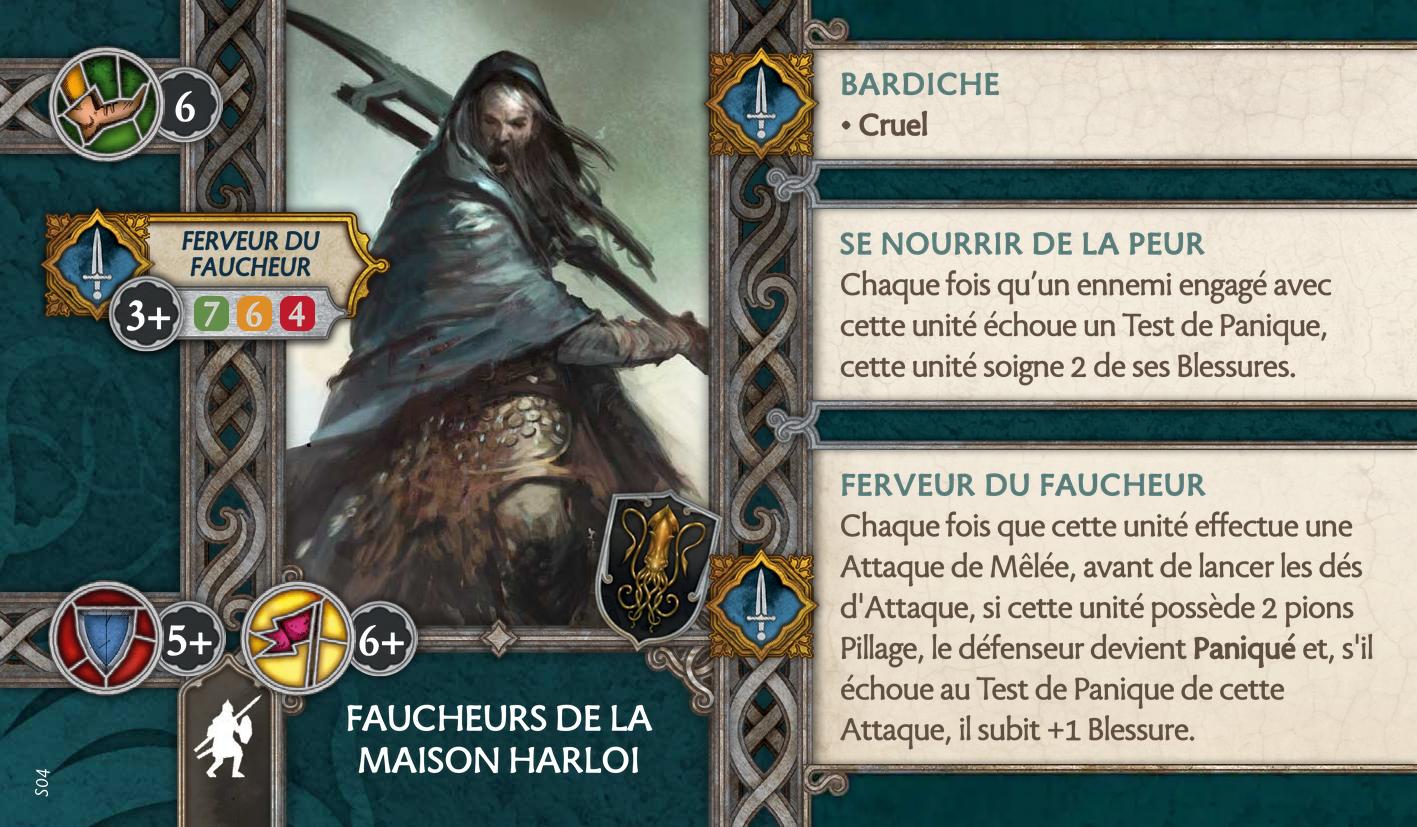 6
FERVEUR DU
FAUCHEUR
3+ 7 6 4
5+ 6+
FAUCHEURS DE LA
MAISON HARLOI
S04
BARDICHE
• Cruel
SE NOURRIR DE LA PEUR
Chaque fois qu’un ennemi engagé avec
cette unité échoue un Test de Panique,
cette unité soigne 2 de ses Blessures.
FERVEUR DU FAUCHEUR
Chaque fois que cette unité effectue une
Attaque de Mêlée, avant de lancer les dés
d'Attaque, si cette unité possède 2 pions
Pillage, le défenseur devient Paniqué et, s'il
échoue au Test de Panique de cette
Attaque, il subit +1 Blessure.